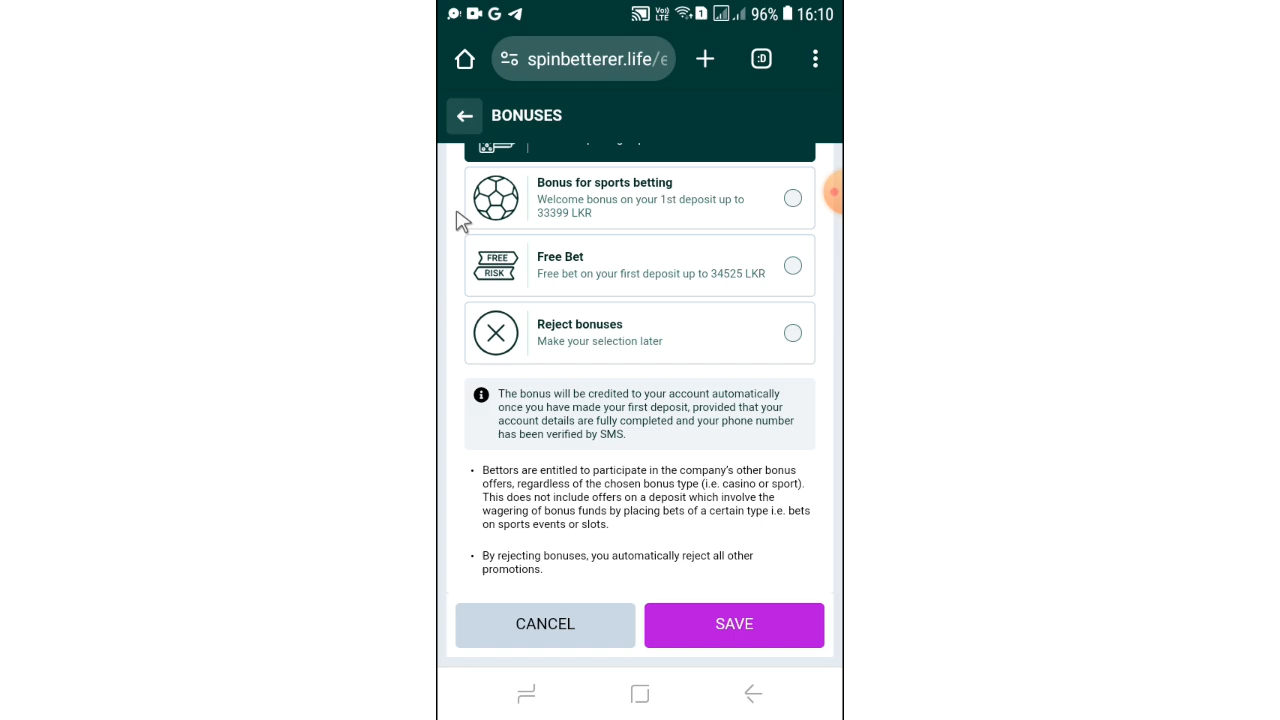 Voj) LTE 1 96% 16:10
spinbetterer.life/e :D
BONUSES
Bonus for sports betting
Welcome bonus on your 1st deposit up to
33399 LKR
FREE
RISK
Free Bet
Free bet on your first deposit up to 34525 LKR
Reject bonuses
Make your selection later
The bonus will be credited to your account automatically
once you have made your first deposit, provided that your
account details are fully completed and your phone number
has been verified by SMS.
• Bettors are entitled to participate in the company's other bonus
offers, regardless of the chosen bonus type (i.e. casino or sport).
This does not include offers on a deposit which involve the
wagering of bonus funds by placing bets of a certain type i.e. bets
on sports events or slots.
• By rejecting bonuses, you automatically reject all other
promotions.
CANCEL SAVE